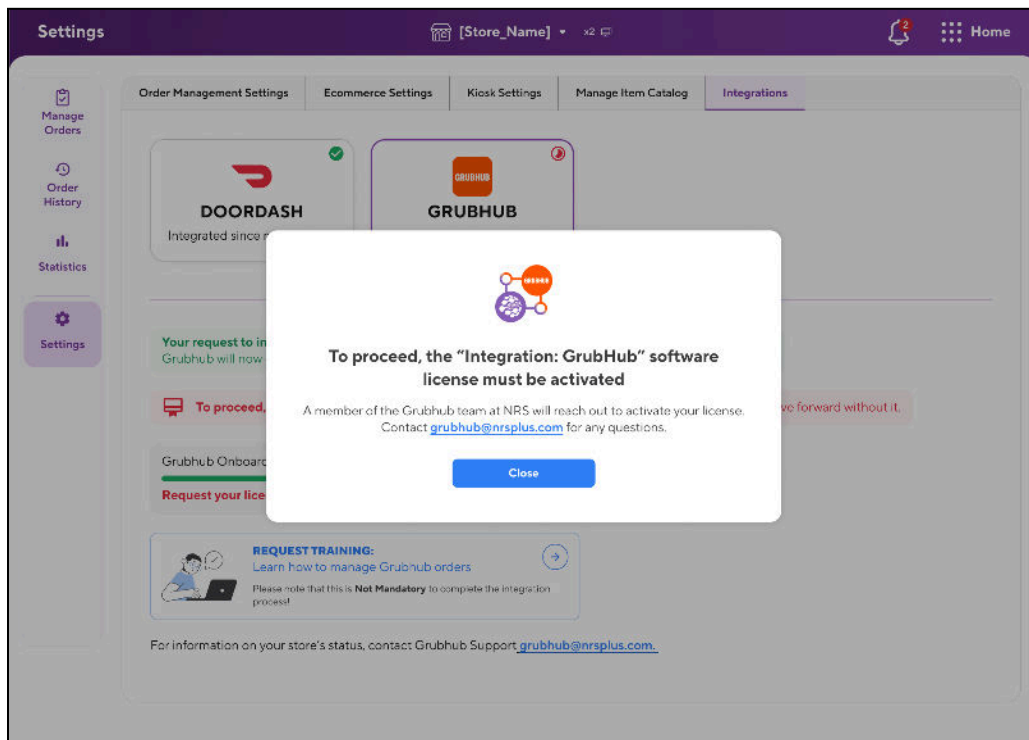 Settings
[Store_Name]
x2
2
Home
Manage
Orders
Order
History
Statistics
Settings
Order Management Settings
Ecommerce Settings
Kiosk Settings
Manage Item Catalog
Integrations
DOORDASH
Integrated since
GRUBHUB
GRUBHUB
Your request to in
Grubhub will now
To proceed,
ve forward without it.
Grubhub Onboard
Request your lice
GRUBHUB
To proceed, the “Integration: GrubHub” software
license must be activated
A member of the Grubhub team at NRS will reach out to activate your license.
Contact grubhub@nrsplus.com for any questions.
Close
REQUEST TRAINING:
Learn how to manage Grubhub orders
Please note that this is Not Mandatory to complete the integration
process!
For information on your store's status, contact Grubhub Support grubhub@nrsplus.com.